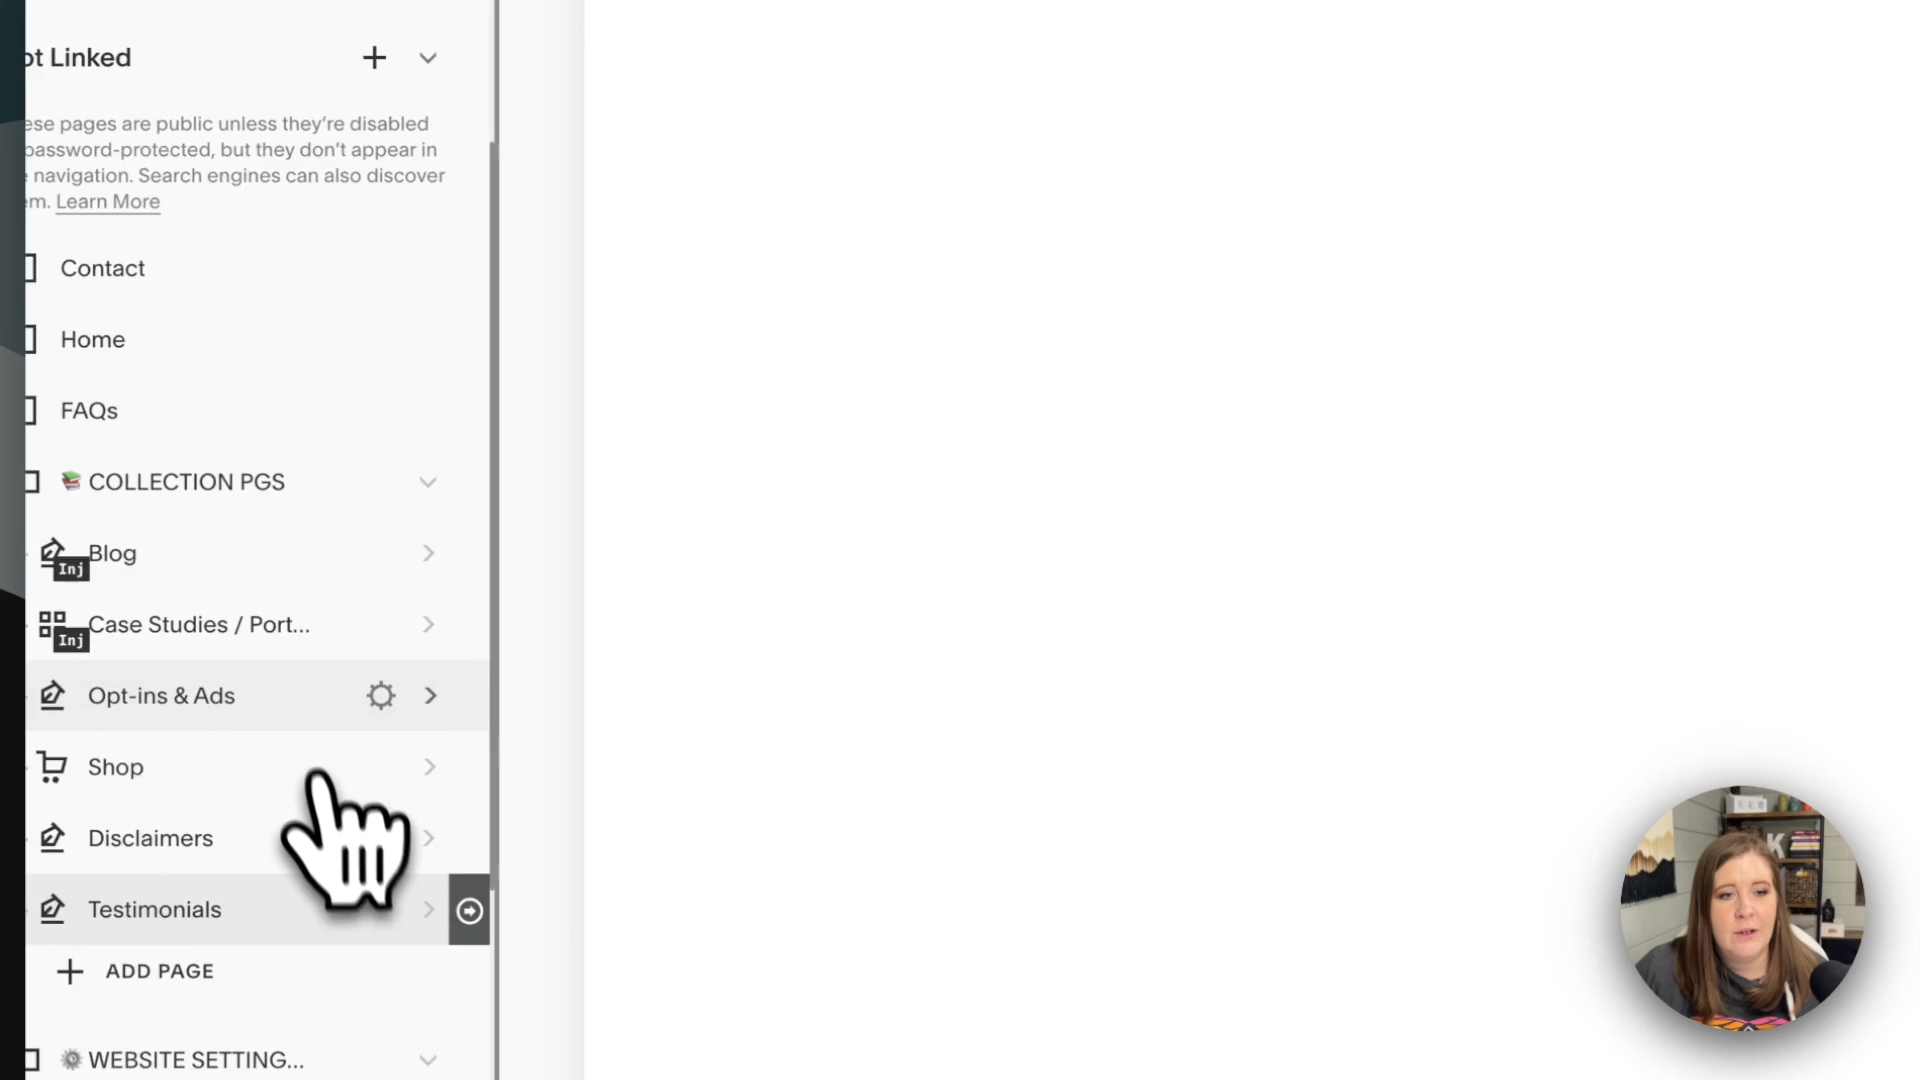 ot Linked
ese pages are public unless they're disabled
password-protected, but they don't appear in
navigation. Search engines can also discover
em. Learn More
Contact
Home
FAQs
COLLECTION PGS
Blog
Inj
Case Studies / Port...
Inj
Opt-ins & Ads
Shop
Disclaimers
Testimonials
ADD PAGE
WEBSITE SETTING...
K